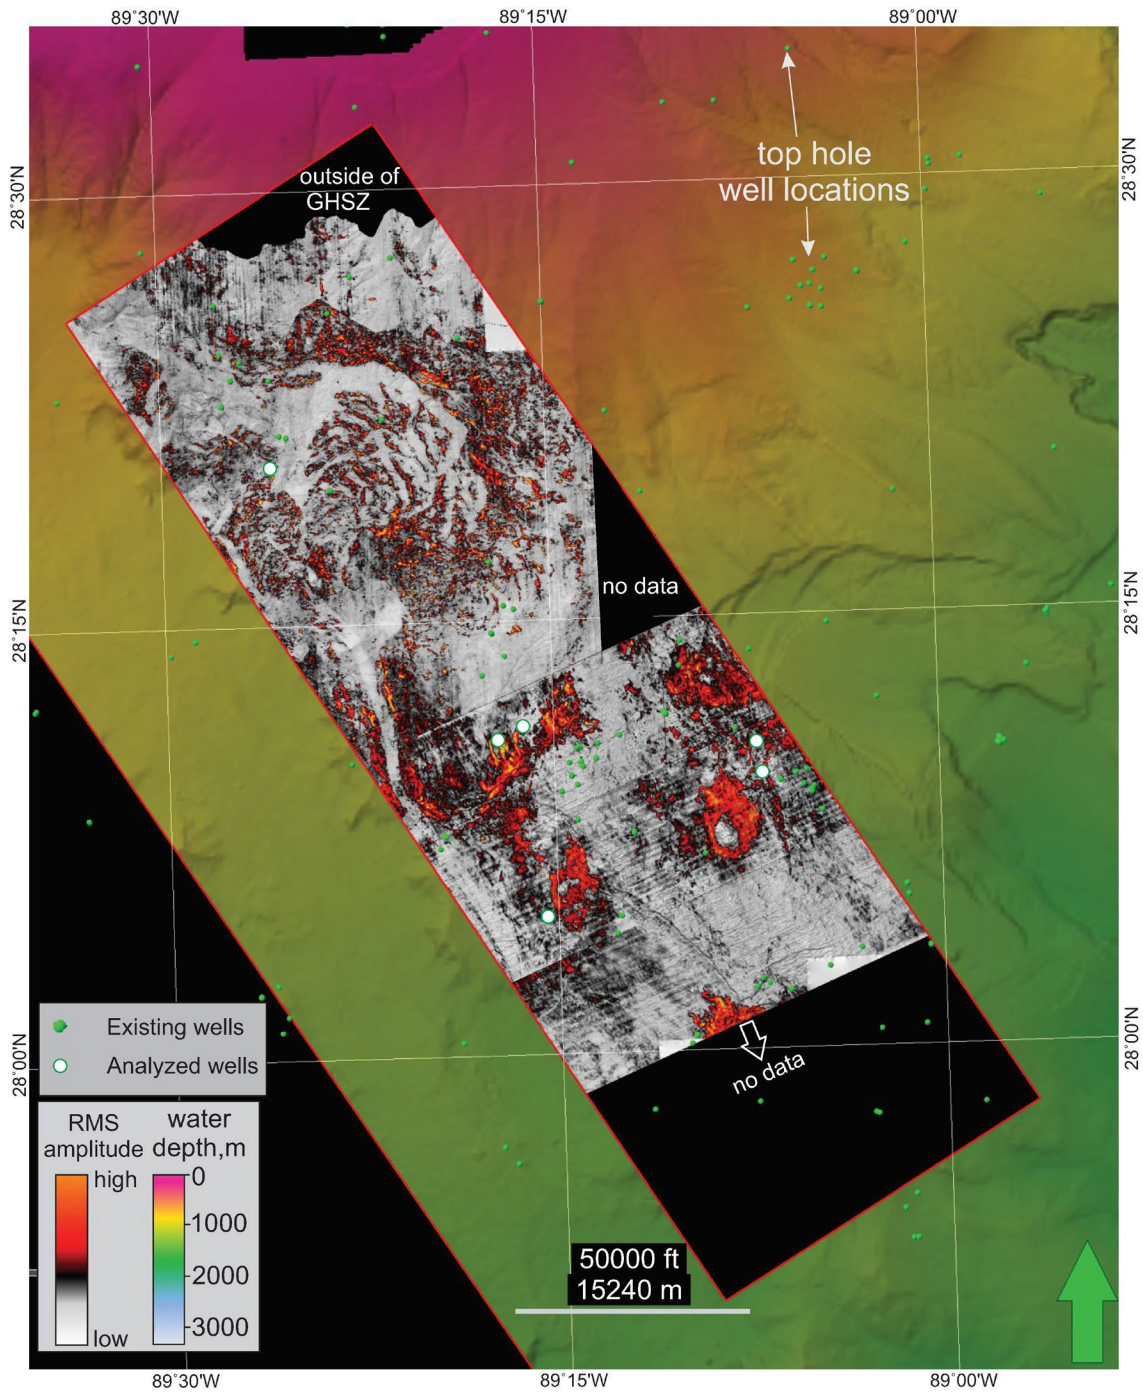 89°30'W
89°15'W
89°00'W
top hole
well locations
28°30'N
28°30'N
outside of
GHSZ
no data
28°15'N
28°15'N
28°00'N
28°00'N
no data
Existing wells
Analyzed wells
RMS
amplitude
high
low
water
depth,m
0
-1000
-2000
-3000
50000 ft
15240 m
89°30'W
89°15'W
89°00'W